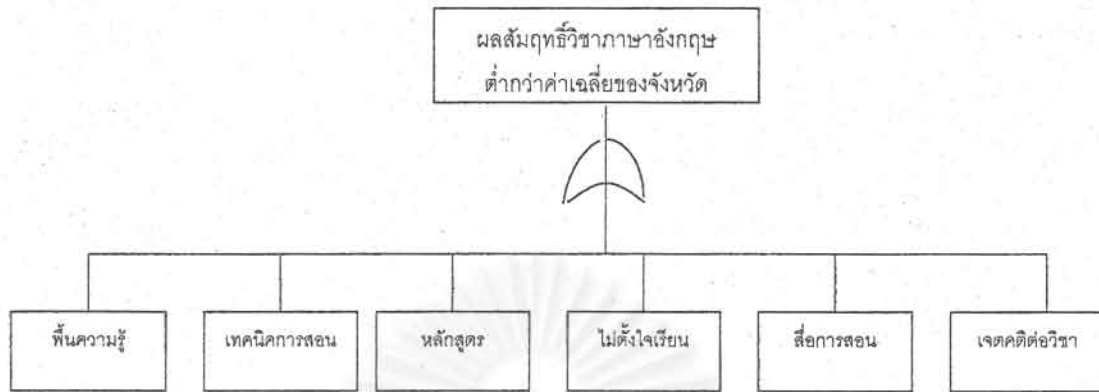 ผลสัมฤทธิ์วิชาภาษาอังกฤษ
ต่ำกว่าค่าเฉลี่ยของจังหวัด
พื้นความรู้
เทคนิคการสอน
หลักสูตร
ไม่ตั้งใจเรียน
สื่อการสอน
เจตคติต่อวิชา